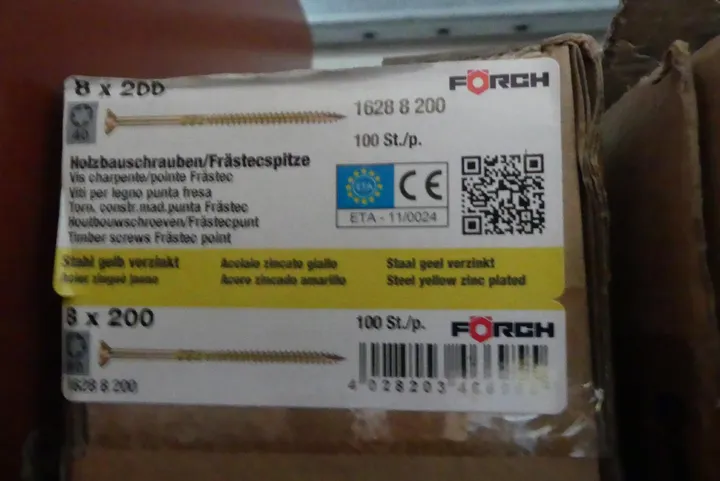 8 x 200
FÖRCH
40
1628 8 200
100 St./p.
Holzbauschrauben/Frästecspitze
Vis charpente/pointe Frästec
Viti per legno punta fresa
Torn. constr. mad. punta Frästec
Houtbouwschroeven/Frästecpunt
Timber screws Frästec point
ETA
CE
ETA - 11/0024
Stahl gelb verzinkt
Acciaio zincato giallo
Staal geel verzinkt
Acier zingué jaune
Acero zincado amarillo
Steel yellow zinc plated
8 x 200
100 St./p.
FÖRCH
40
1628 8 200
4 028203